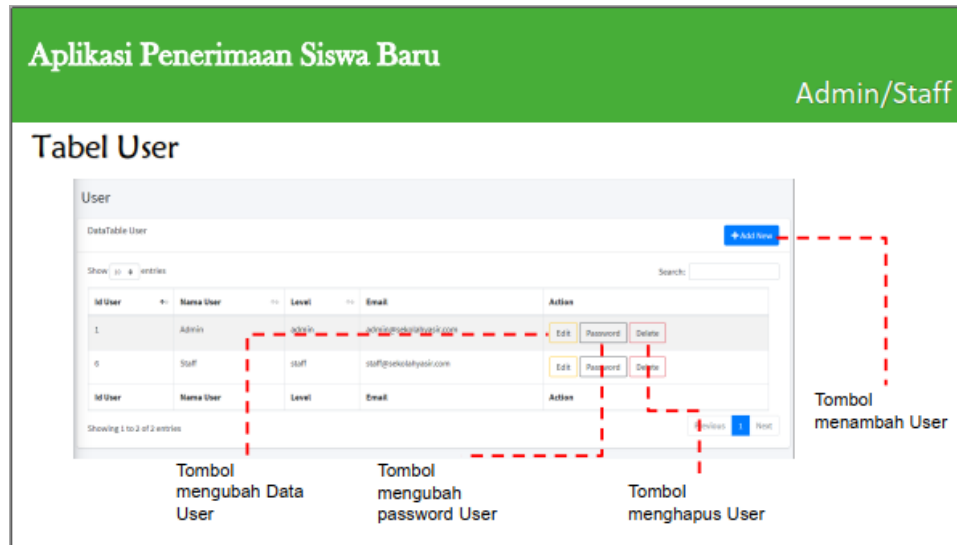 Aplikasi Penerimaan Siswa Baru
Admin/Staff
Tabel User
User
DataTable User
+ Add New
Show 10 entries
Search:
Id User Nama User Level Email Action
1 Admin admin admin@sekolahyasir.com Edit Password Delete
6 Staff staff staff@sekolahyasir.com Edit Password Delete
Id User Nama User Level Email Action
Showing 1 to 2 of 2 entries
Previous 1 Next
Tombol
menambah User
Tombol
mengubah Data
User
Tombol
mengubah
password User
Tombol
menghapus User